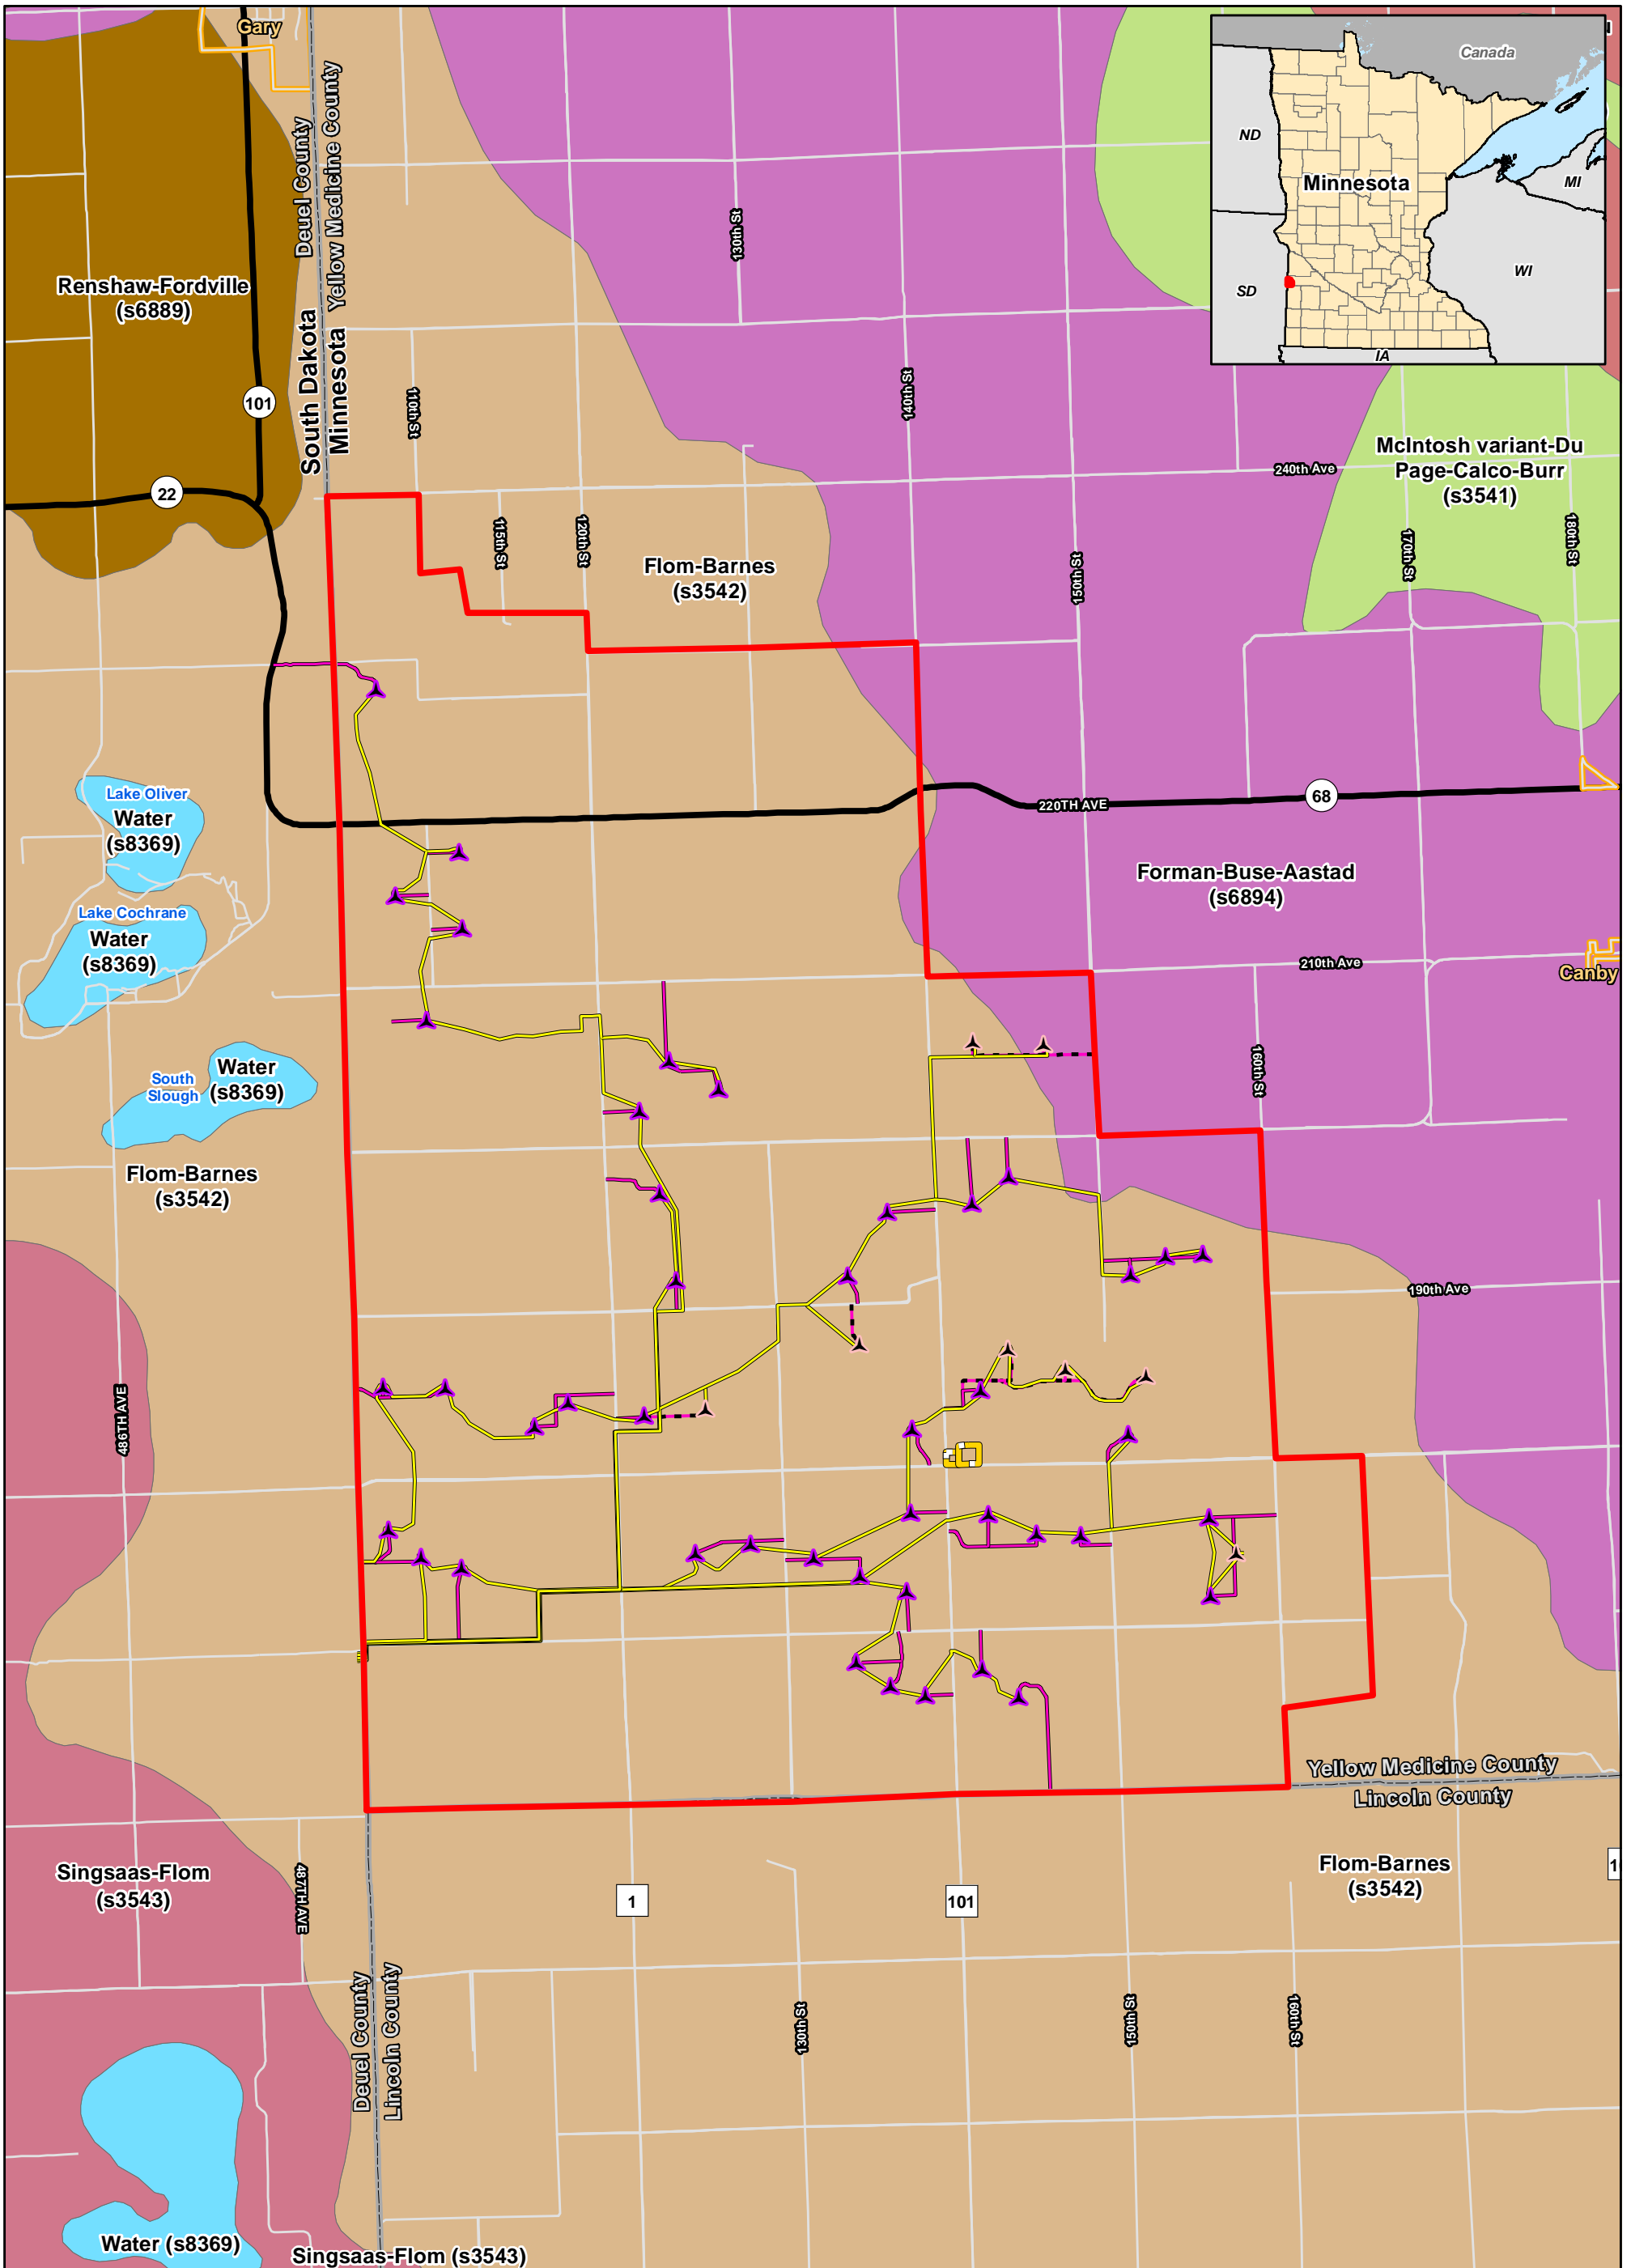 Gary
Canada
ND
Minnesota
MI
WI
SD
IA
Deuel County
Yellow Medicine County
130th St
Renshaw-Fordville
(s6889)
South Dakota
Minnesota
101
110th St
140th St
22
240th Ave
McIntosh variant-Du
Page-Calco-Burr
(s3541)
115th St
120th St
Flom-Barnes
(s3542)
150th St
170th St
180th St
Lake Oliver
Water
(s8369)
220TH AVE
68
Forman-Buse-Aastad
(s6894)
Lake Cochrane
Water
(s8369)
210th Ave
Canby
South
Slough
Water
(s8369)
160th St
Flom-Barnes
(s3542)
190th Ave
486TH AVE
Yellow Medicine County
Lincoln County
Singsaas-Flom
(s3543)
487TH AVE
1
101
Flom-Barnes
(s3542)
Deuel County
Lincoln County
130th St
150th St
160th St
Water (s8369)
Singsaas-Flom (s3543)